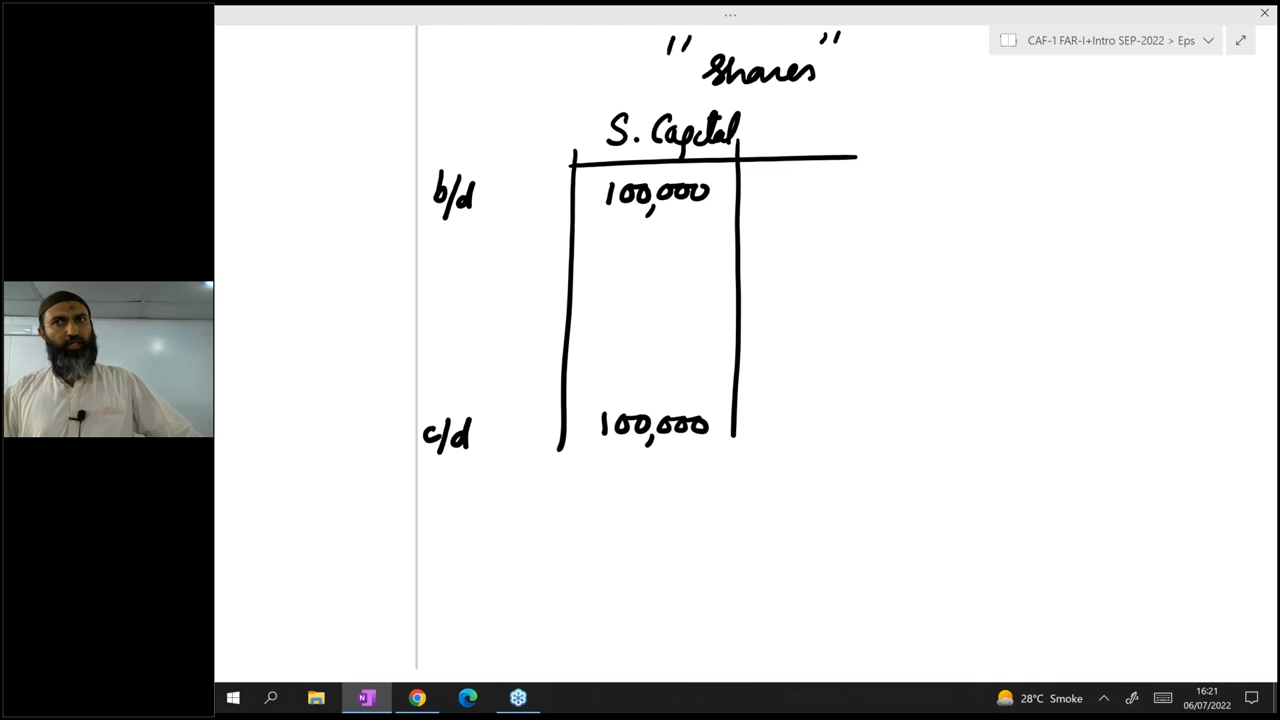 ...
CAF-1 FAR-I+Intro SEP-2022 > Eps
"Shares"
S. Capital
b/d 100,000
c/d 100,000
28°C Smoke
16:21
06/07/2022